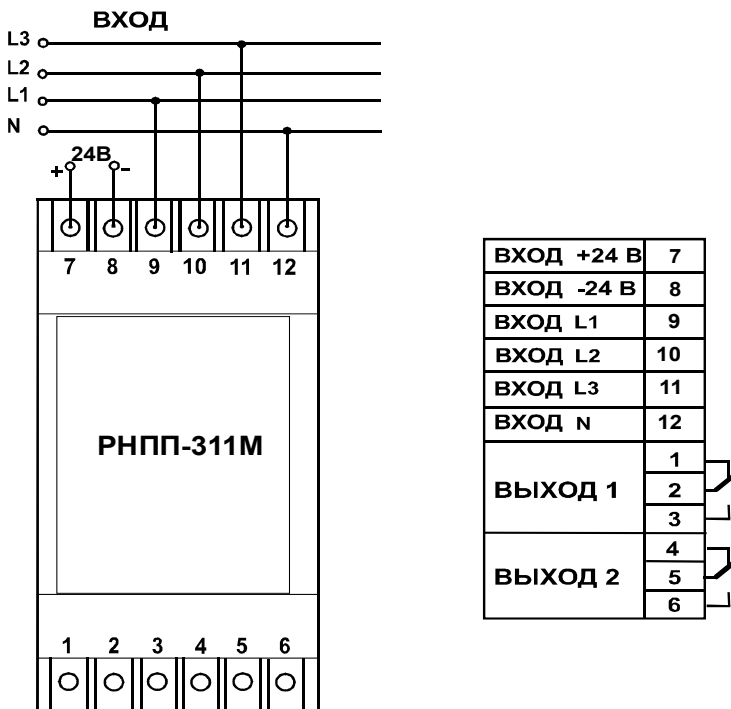 ВХОД
L3
L2
L1
N
+ 24В -
7 8 9 10 11 12
РНПП-311М
1 2 3 4 5 6
ВХОД +24 В 7
ВХОД -24 В 8
ВХОД L1 9
ВХОД L2 10
ВХОД L3 11
ВХОД N 12
ВЫХОД 1
1
2
3
ВЫХОД 2
4
5
6